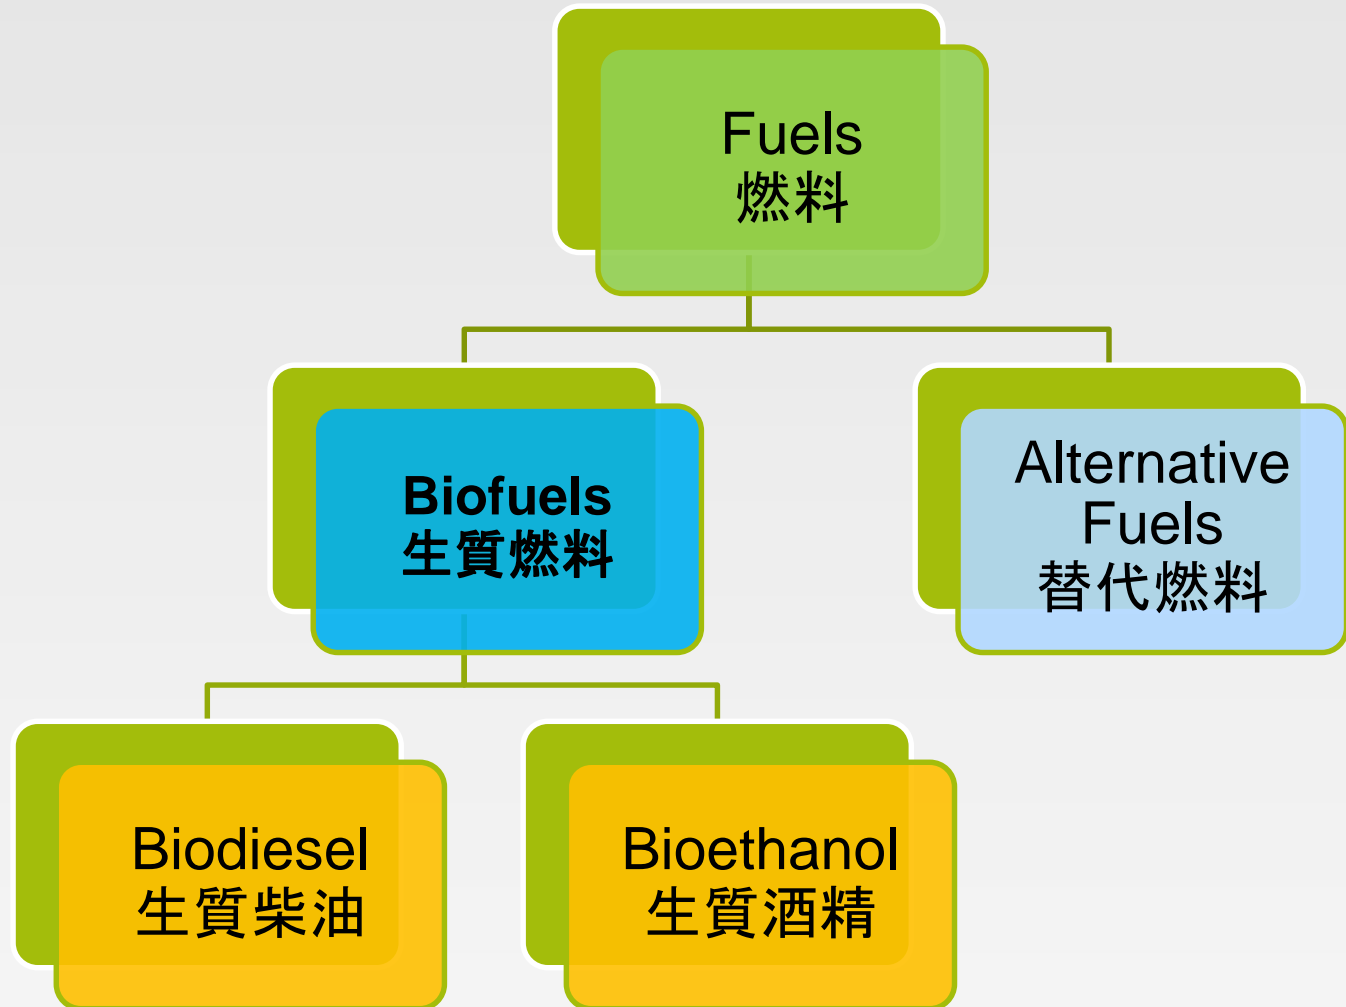 Fuels
燃料
Biofuels
生質燃料
Alternative
Fuels
替代燃料
Biodiesel
生質柴油
Bioethanol
生質酒精